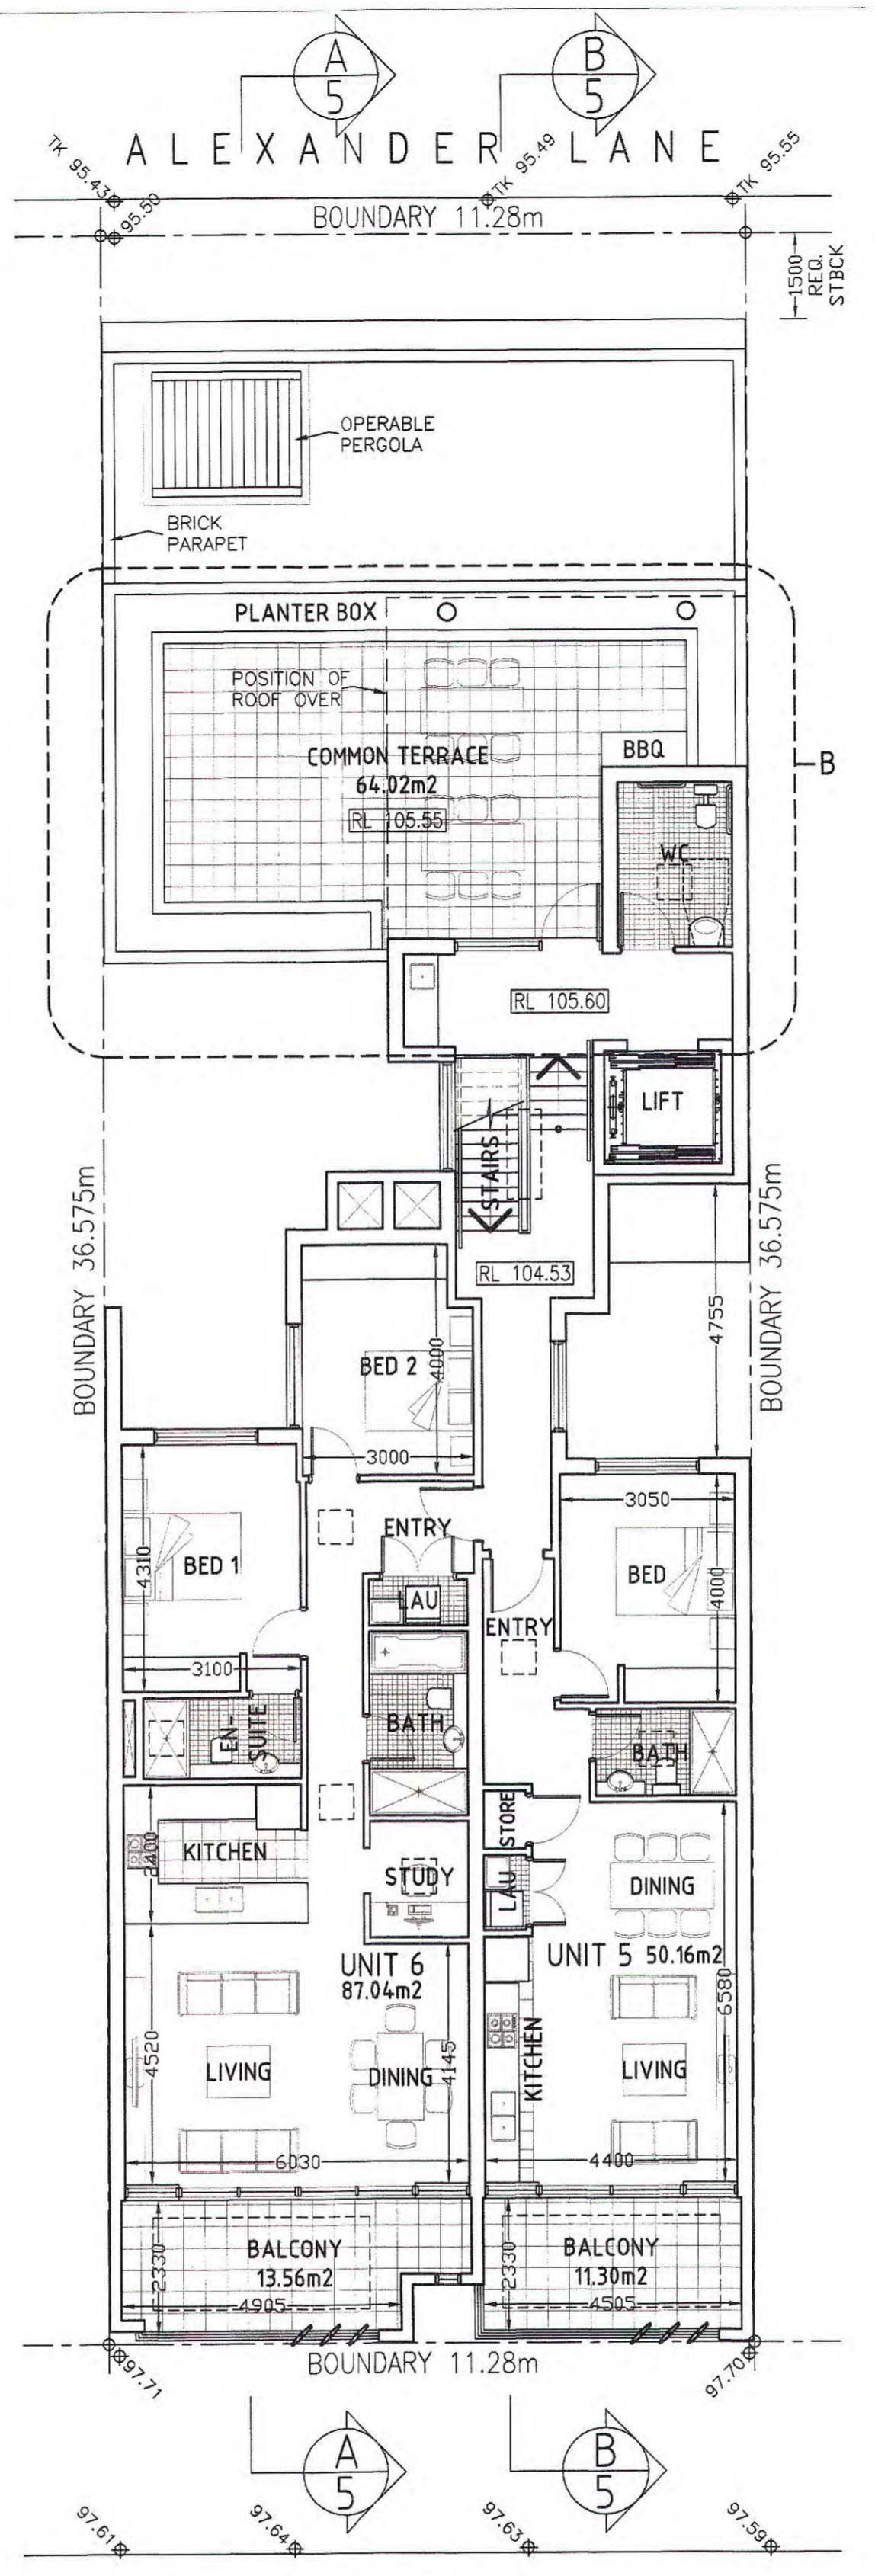 A
5
B
5
ALEXANDER LANE
TK 95.43
95.50
TK 95.49
TK 95.55
BOUNDARY 11.28m
1500
REQ.
STBCK
OPERABLE
PERGOLA
BRICK
PARAPET
PLANTER BOX
POSITION OF
ROOF OVER
COMMON TERRACE
64.02m2
RL 105.55
BBQ
B
WC
RL 105.60
LIFT
STAIRS
RL 104.53
BOUNDARY 36.575m
BOUNDARY 36.575m
4755
BED 2
4000
3000
ENTRY
3050
BED 1
4310
BED
4000
LAU
ENTRY
3100
EN-
SUITE
BATH
BATH
STORE
KITCHEN
2400
STUDY
LAU
DINING
UNIT 6
87.04m2
UNIT 5 50.16m2
6580
4520
LIVING
DINING
4145
KITCHEN
LIVING
6030
4400
BALCONY
13.56m2
2330
4905
BALCONY
11.30m2
2330
4505
BOUNDARY 11.28m
97.71
97.70
A
5
B
5
97.61
97.64
97.63
97.59